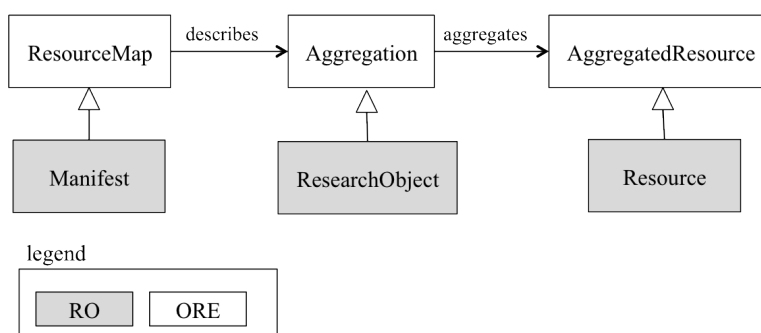 describes
aggregates
ResourceMap
Aggregation
AggregatedResource
Manifest
ResearchObject
Resource
legend
RO
ORE